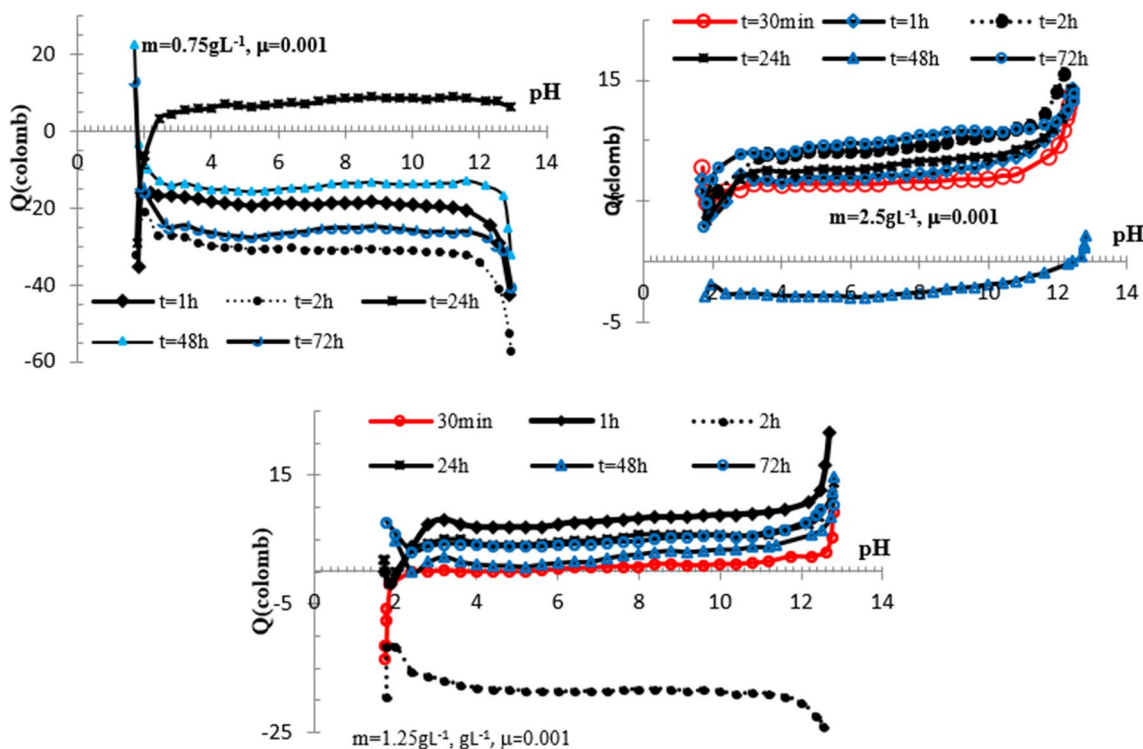 m=0.75gL⁻¹, μ=0.001
Q(colomb)
20
0
-20
-40
-60
pH
4 6 8 10 12 14
t=1h t=2h t=24h
t=48h t=72h
t=30min t=1h t=2h
t=24h t=48h t=72h
15
-5
m=2.5gL⁻¹, μ=0.001
pH
0 2 4 6 8 10 12 14
30min 1h 2h
24h t=48h 72h
Q(colomb)
15
-5
-25
pH
0 2 4 6 8 10 12 14
m=1.25gL⁻¹, gL⁻¹, μ=0.001